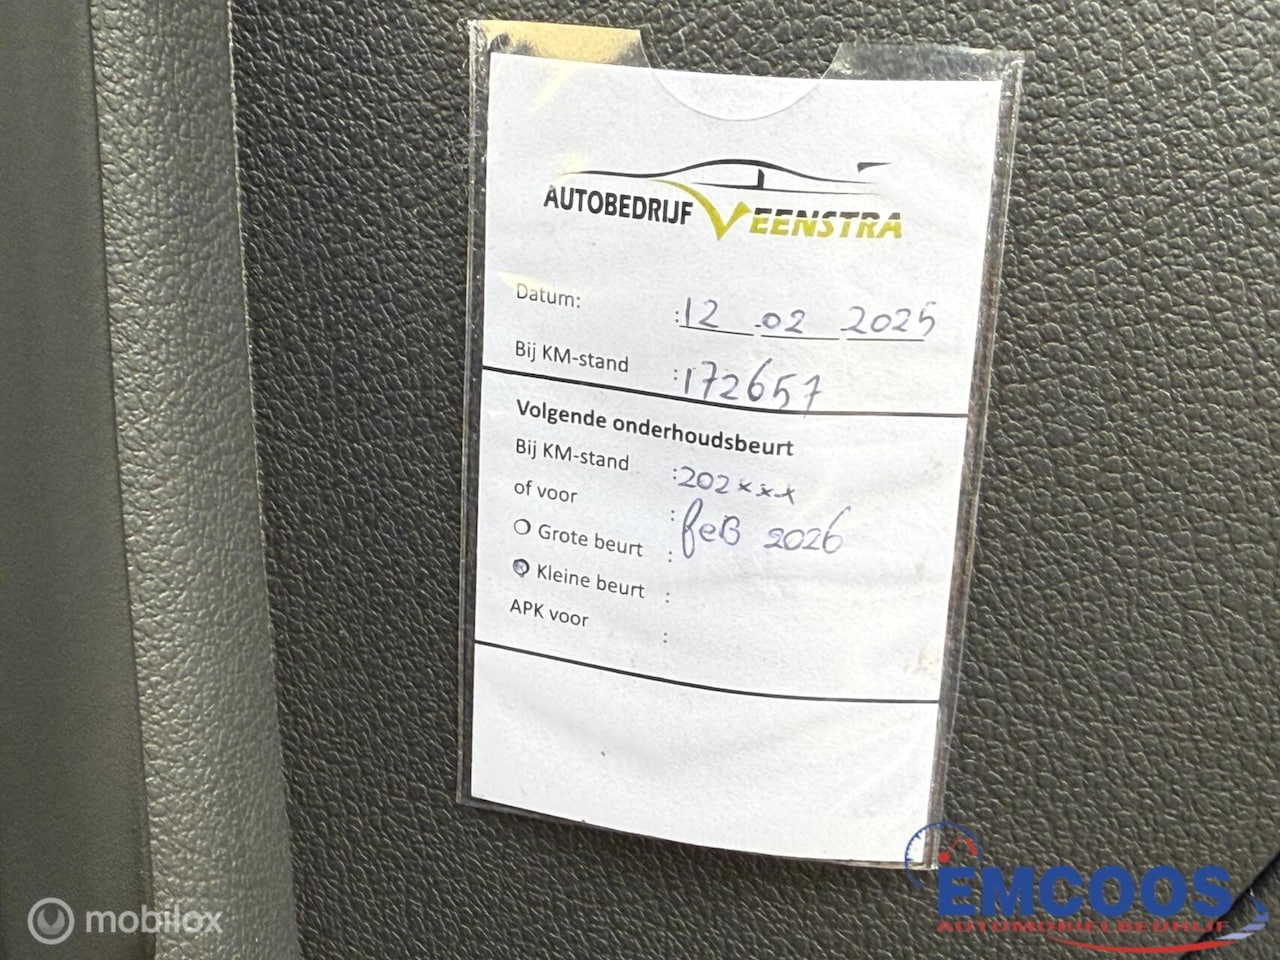 AUTOBEDRIJF VEENSTRA
Datum: :12 .02 2025
Bij KM-stand :172657
Volgende onderhoudsbeurt
Bij KM-stand :202xxx
of voor : feB 2026
Grote beurt :
Kleine beurt :
APK voor :
mobilox
EMCOOS
AUTOMOBIELBEDRIJF